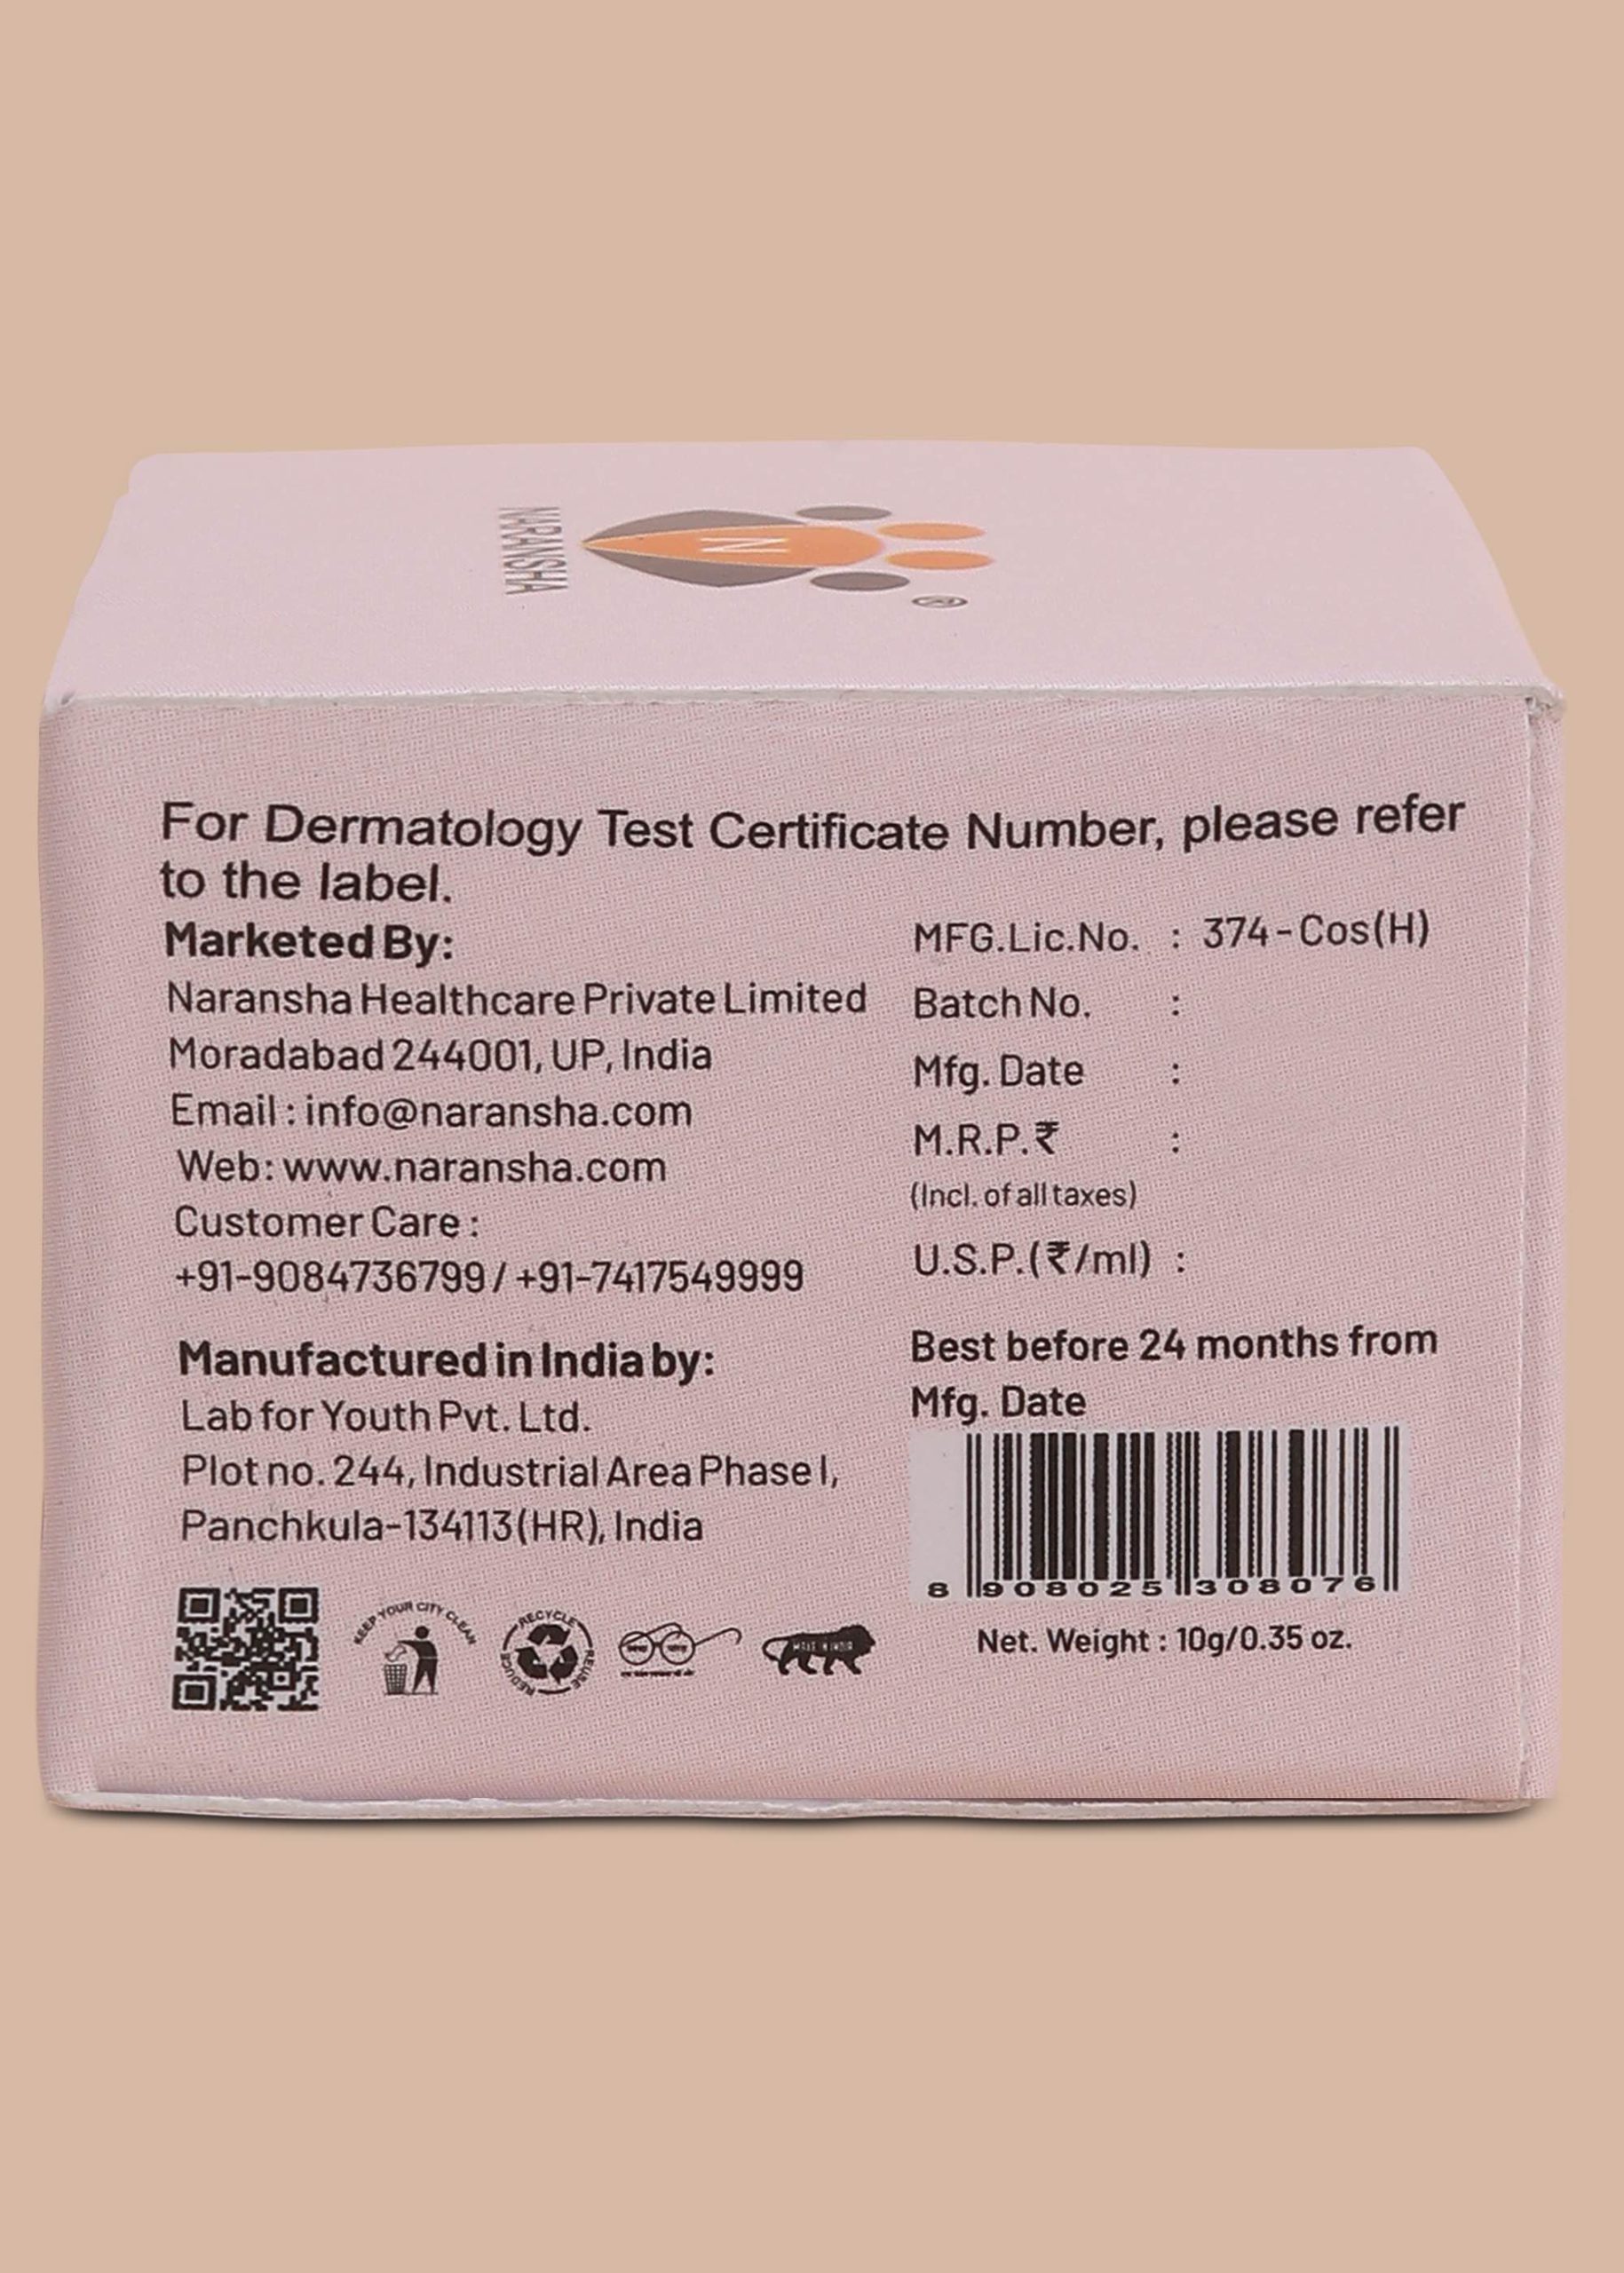 NARANSHA
N
®
For Dermatology Test Certificate Number, please refer
to the label.
Marketed By:
Naransha Healthcare Private Limited
Moradabad 244001, UP, India
Email : info@naransha.com
Web: www.naransha.com
Customer Care :
+91-9084736799 / +91-7417549999
Manufactured in India by:
Lab for Youth Pvt. Ltd.
Plot no. 244, Industrial Area Phase I,
Panchkula-134113(HR), India
KEEP YOUR CITY CLEAN
RECYCLE REUSE REDUCE
MAKE IN INDIA
MFG.Lic.No. : 374-Cos(H)
Batch No. :
Mfg. Date :
M.R.P.₹ :
(Incl. of all taxes)
U.S.P.(₹/ml) :
Best before 24 months from
Mfg. Date
8 908025 308076
Net. Weight : 10g/0.35 oz.